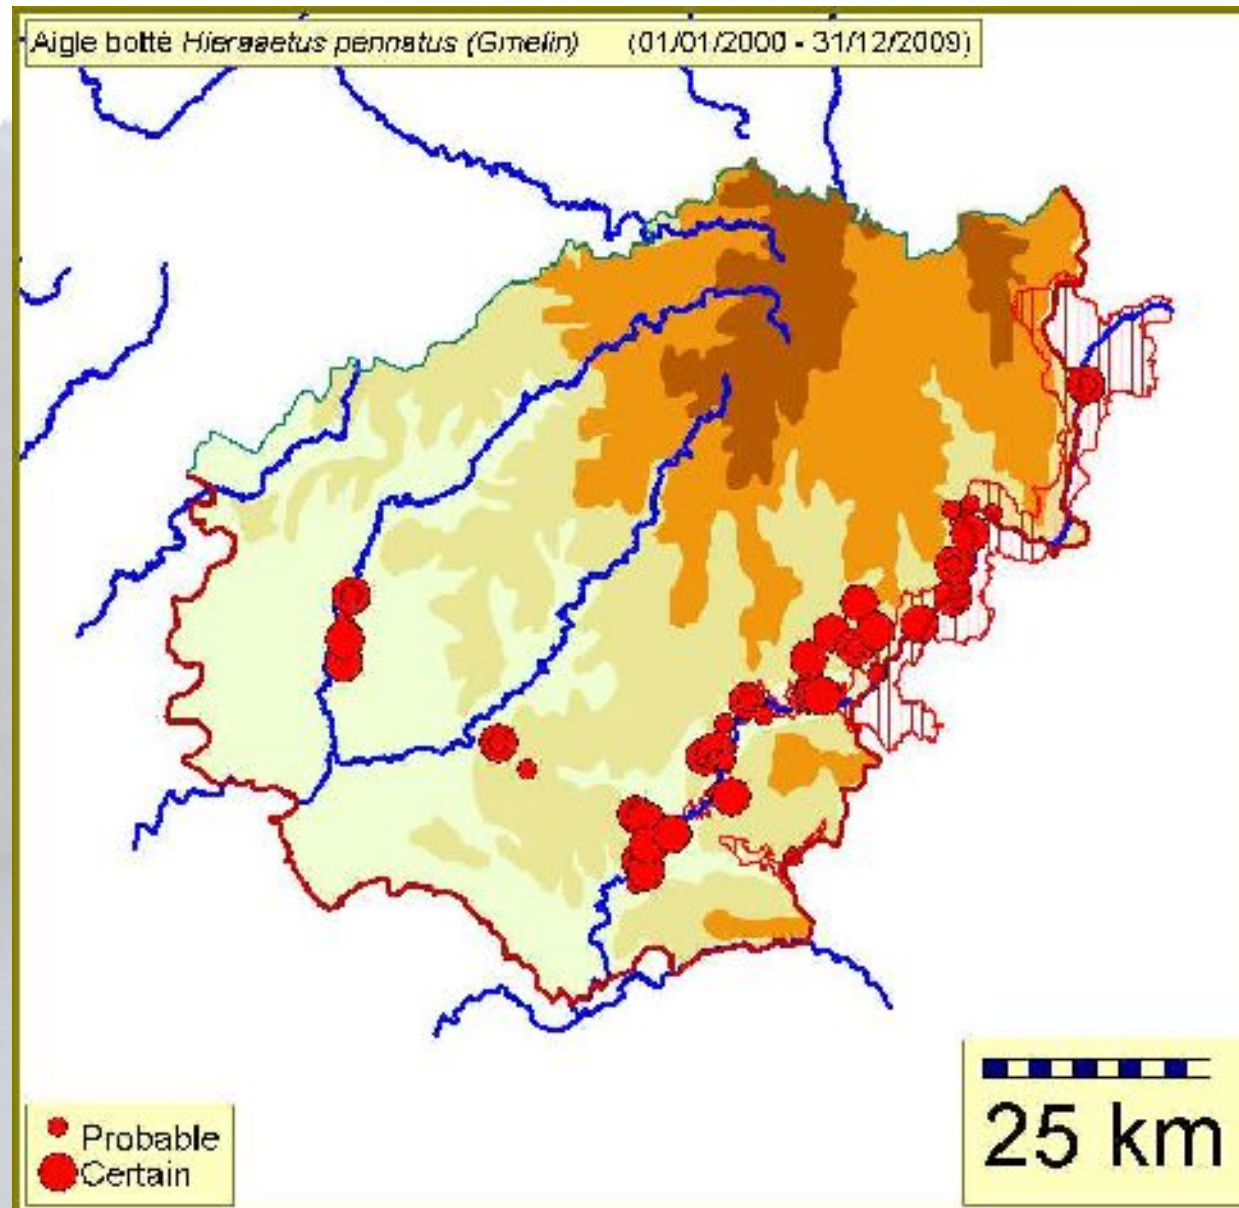 Aigle botté Hieraaetus pennatus (Gmelin) (01/01/2000 - 31/12/2009)
Probable
Certain
25 km